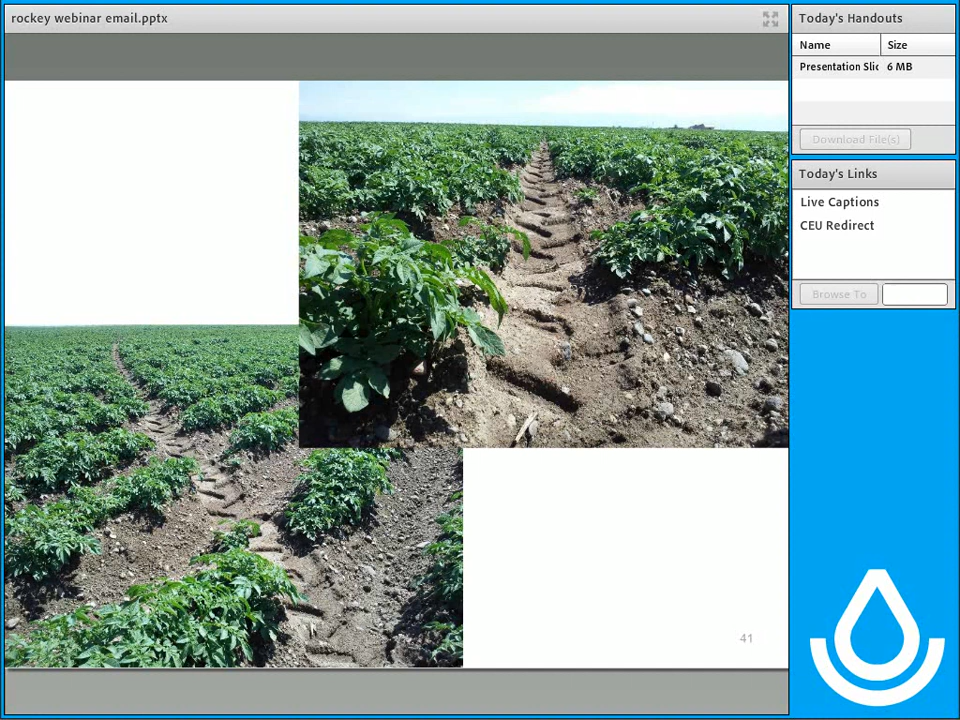 rockey webinar email.pptx
41
Today's Handouts
Name Size
Presentation Slic 6 MB
Download File(s)
Today's Links
Live Captions
CEU Redirect
Browse To